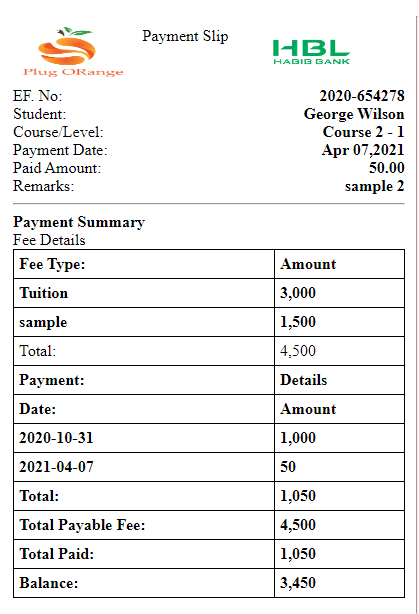 Plug ORange
Payment Slip
HBL
HABIB BANK
EF. No: 2020-654278
Student: George Wilson
Course/Level: Course 2 - 1
Payment Date: Apr 07,2021
Paid Amount: 50.00
Remarks: sample 2
Payment Summary
Fee Details
Fee Type: Amount
Tuition 3,000
sample 1,500
Total: 4,500
Payment: Details
Date: Amount
2020-10-31 1,000
2021-04-07 50
Total: 1,050
Total Payable Fee: 4,500
Total Paid: 1,050
Balance: 3,450